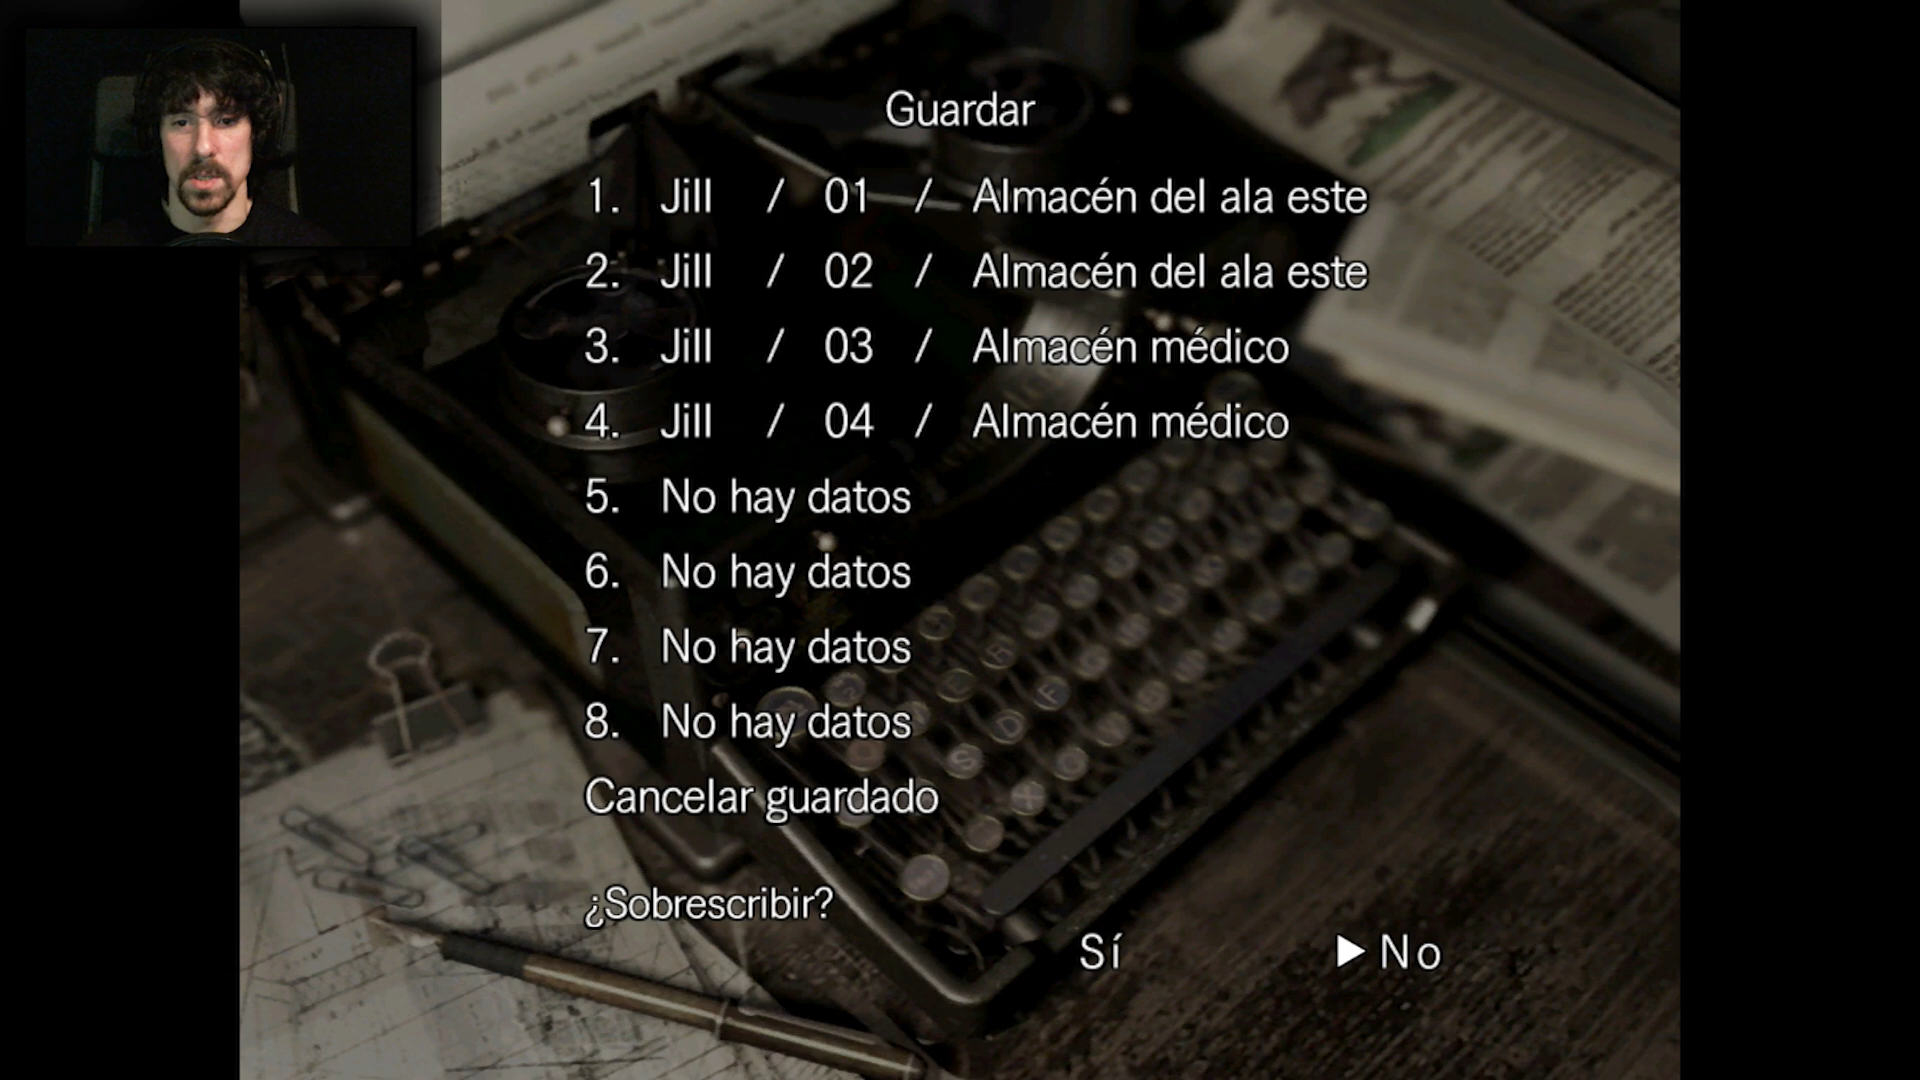 Guardar
1. Jill / 01 / Almacén del ala este
2. Jill / 02 / Almacén del ala este
3. Jill / 03 / Almacén médico
4. Jill / 04 / Almacén médico
5. No hay datos
6. No hay datos
7. No hay datos
8. No hay datos
Cancelar guardado
¿Sobrescribir?
Sí ▶ No